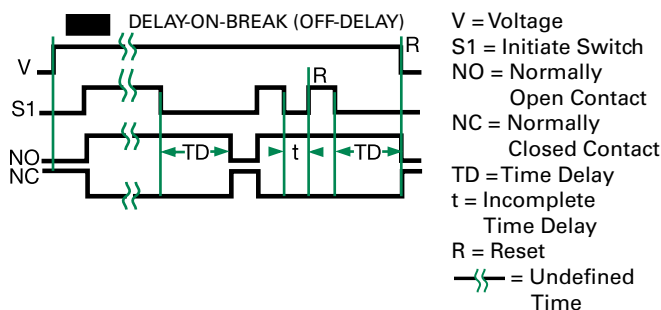 DELAY-ON-BREAK (OFF-DELAY)
R
V
R
S1
NO
TD
t
TD
NC
V = Voltage
S1 = Initiate Switch
NO = Normally
Open Contact
NC = Normally
Closed Contact
TD = Time Delay
t = Incomplete
Time Delay
R = Reset
= Undefined
Time